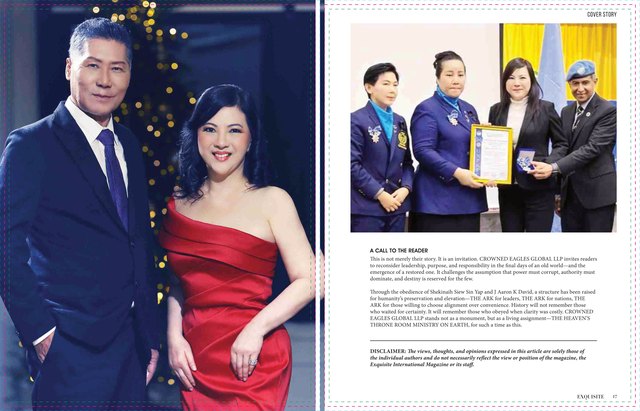 COVER STORY
A CALL TO THE READER
This is not merely their story. It is an invitation. CROWNED EAGLES GLOBAL LLP invites readers
to reconsider leadership, purpose, and responsibility in the final days of an old world—and the
emergence of a restored one. It challenges the assumption that power must corrupt, authority must
dominate, and destiny is reserved for the few.
Through the obedience of Shekinah Siew Sin Yap and J Aaron K David, a structure has been raised
for humanity's preservation and elevation—THE ARK for leaders, THE ARK for nations, THE
ARK for those willing to choose alignment over convenience. History will not remember those
who waited for certainty. It will remember those who obeyed when clarity was costly. CROWNED
EAGLES GLOBAL LLP stands not as a monument, but as a living assignment—THE HEAVEN'S
THRONE ROOM MINISTRY ON EARTH, for such a time as this.
DISCLAIMER: The views, thoughts, and opinions expressed in this article are solely those of
the individual authors and do not necessarily reflect the view or position of the magazine, the
Exquisite International Magazine or its staff.
EXQUISITE 17